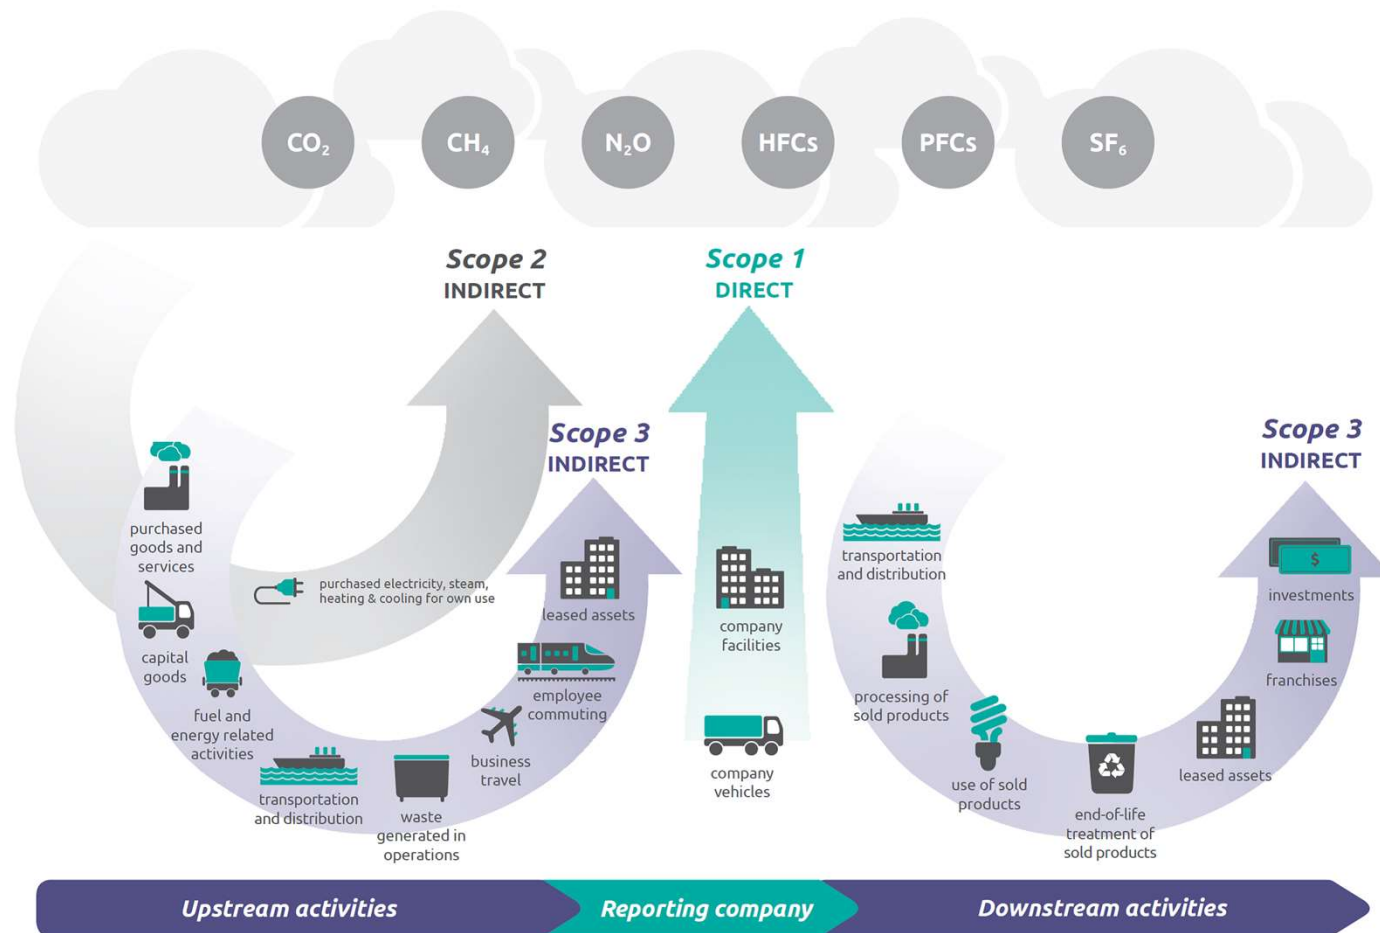 CO₂
CH₄
N₂O
HFCs
PFCs
SF₆
Scope 2
INDIRECT
Scope 1
DIRECT
Scope 3
INDIRECT
Scope 3
INDIRECT
purchased
goods and
services
capital
goods
fuel and
energy related
activities
transportation
and distribution
waste
generated in
operations
business
travel
employee
commuting
leased assets
purchased electricity, steam,
heating & cooling for own use
company
facilities
company
vehicles
transportation
and distribution
processing of
sold products
use of sold
products
end-of-life
treatment of
sold products
leased assets
franchises
$
investments
Upstream activities
Reporting company
Downstream activities